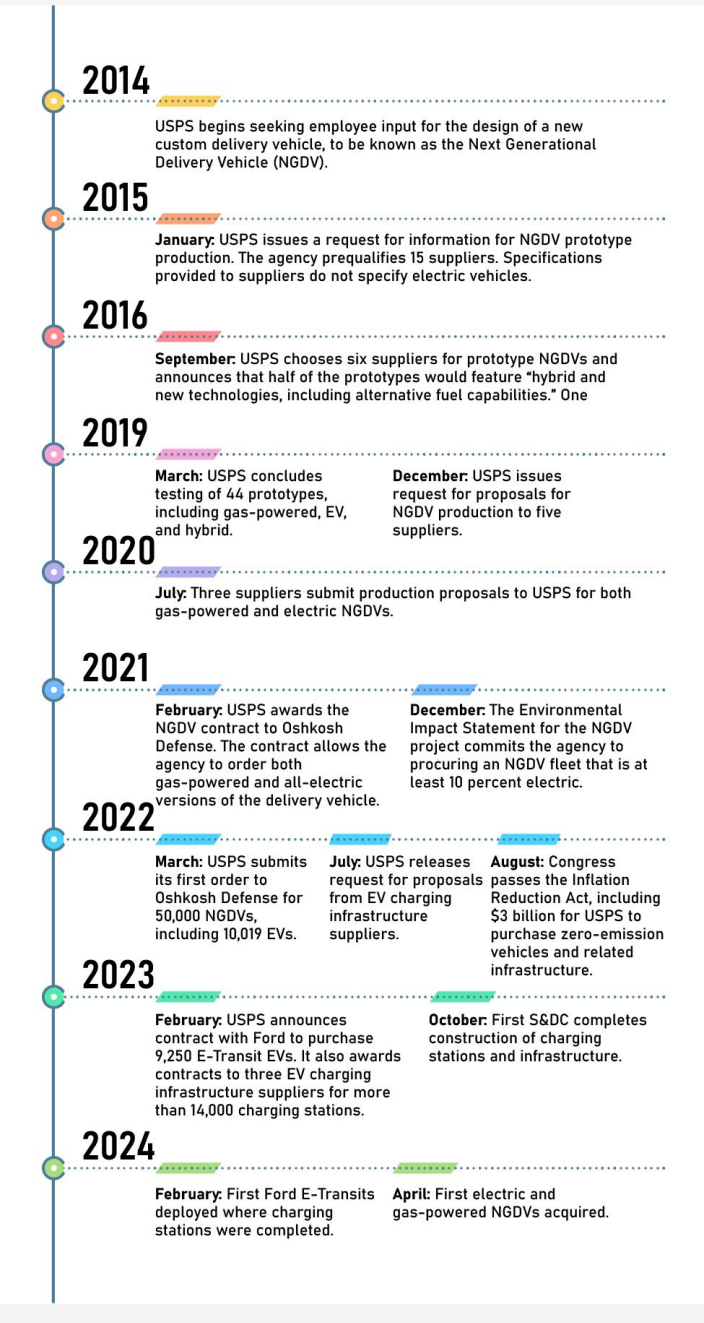 2014
USPS begins seeking employee input for the design of a new
custom delivery vehicle, to be known as the Next Generational
Delivery Vehicle (NGDV).
2015
January: USPS issues a request for information for NGDV prototype
production. The agency prequalifies 15 suppliers. Specifications
provided to suppliers do not specify electric vehicles.
2016
September: USPS chooses six suppliers for prototype NGDVs and
announces that half of the prototypes would feature “hybrid and
new technologies, including alternative fuel capabilities.” One
2019
March: USPS concludes
testing of 44 prototypes,
including gas-powered, EV,
and hybrid.
December: USPS issues
request for proposals for
NGDV production to five
suppliers.
2020
July: Three suppliers submit production proposals to USPS for both
gas-powered and electric NGDVs.
2021
February: USPS awards the
NGDV contract to Oshkosh
Defense. The contract allows the
agency to order both
gas-powered and all-electric
versions of the delivery vehicle.
December: The Environmental
Impact Statement for the NGDV
project commits the agency to
procuring an NGDV fleet that is at
least 10 percent electric.
2022
March: USPS submits
its first order to
Oshkosh Defense for
50,000 NGDVs,
including 10,019 EVs.
July: USPS releases
request for proposals
from EV charging
infrastructure
suppliers.
August: Congress
passes the Inflation
Reduction Act, including
$3 billion for USPS to
purchase zero-emission
vehicles and related
infrastructure.
2023
February: USPS announces
contract with Ford to purchase
9,250 E-Transit EVs. It also awards
contracts to three EV charging
infrastructure suppliers for more
than 14,000 charging stations.
October: First S&DC completes
construction of charging
stations and infrastructure.
2024
February: First Ford E-Transits
deployed where charging
stations were completed.
April: First electric and
gas-powered NGDVs acquired.